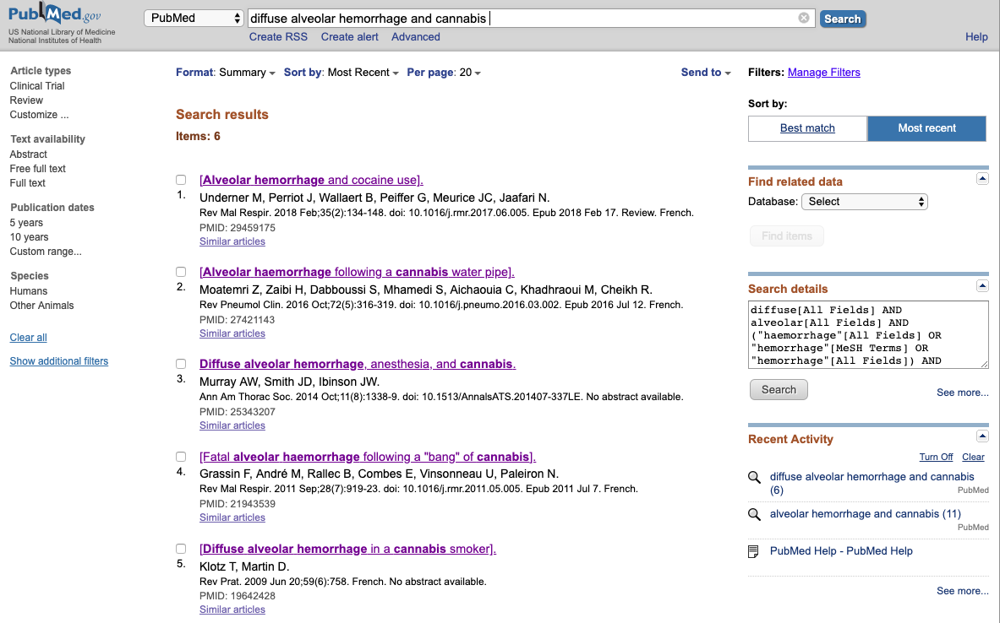 PubMed.gov
US National Library of Medicine
National Institutes of Health
PubMed
diffuse alveolar hemorrhage and cannabis
Search
Create RSS Create alert Advanced
Help
Article types
Clinical Trial
Review
Customize ...
Text availability
Abstract
Free full text
Full text
Publication dates
5 years
10 years
Custom range...
Species
Humans
Other Animals
Clear all
Show additional filters
Format: Summary Sort by: Most Recent Per page: 20
Send to
Search results
Items: 6
[Alveolar hemorrhage and cocaine use].
1.
Underner M, Perriot J, Wallaert B, Peiffer G, Meurice JC, Jaafari N.
Rev Mal Respir. 2018 Feb;35(2):134-148. doi: 10.1016/j.rmr.2017.06.005. Epub 2018 Feb 17. Review. French.
PMID: 29459175
Similar articles
[Alveolar haemorrhage following a cannabis water pipe].
2.
Moatemri Z, Zaibi H, Dabboussi S, Mhamedi S, Aichaouia C, Khadhraoui M, Cheikh R.
Rev Pneumol Clin. 2016 Oct;72(5):316-319. doi: 10.1016/j.pneumo.2016.03.002. Epub 2016 Jul 12. French.
PMID: 27421143
Similar articles
Diffuse alveolar hemorrhage, anesthesia, and cannabis.
3.
Murray AW, Smith JD, Ibinson JW.
Ann Am Thorac Soc. 2014 Oct;11(8):1338-9. doi: 10.1513/AnnalsATS.201407-337LE. No abstract available.
PMID: 25343207
Similar articles
[Fatal alveolar haemorrhage following a "bang" of cannabis].
4.
Grassin F, André M, Rallec B, Combes E, Vinsonneau U, Paleiron N.
Rev Mal Respir. 2011 Sep;28(7):919-23. doi: 10.1016/j.rmr.2011.05.005. Epub 2011 Jul 7. French.
PMID: 21943539
Similar articles
[Diffuse alveolar hemorrhage in a cannabis smoker].
5.
Klotz T, Martin D.
Rev Prat. 2009 Jun 20;59(6):758. French. No abstract available.
PMID: 19642428
Similar articles
Filters: Manage Filters
Sort by:
Best match Most recent
Find related data
Database: Select
Find items
Search details
diffuse[All Fields] AND
alveolar[All Fields] AND
("haemorrhage"[All Fields] OR
"hemorrhage"[MeSH Terms] OR
"hemorrhage"[All Fields]) AND
Search
See more...
Recent Activity
Turn Off Clear
diffuse alveolar hemorrhage and cannabis
(6)
PubMed
alveolar hemorrhage and cannabis (11)
PubMed
PubMed Help - PubMed Help
See more...